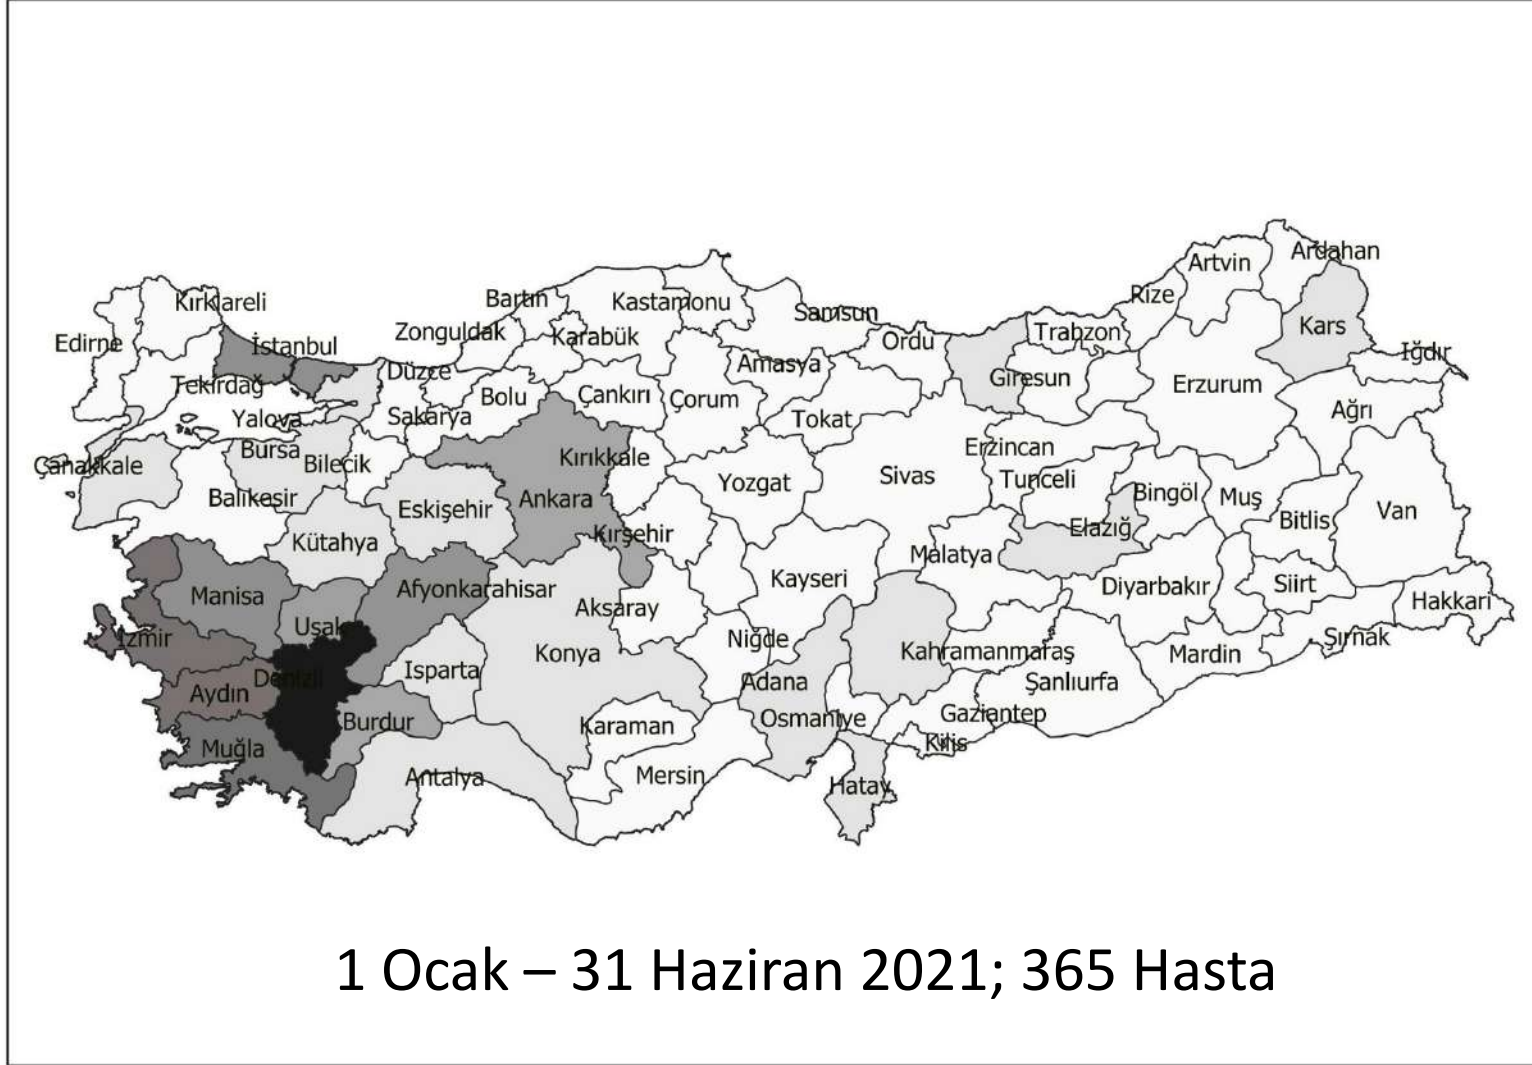 Ardahan
Artvin
Rize
Kırklareli
Bartın
Kastamonu
Samsun
Kars
Trabzon
Zonguldak
Karabük
Edirne
İstanbul
Ordu
Iğdır
Amasya
Düzce
Giresun
Erzurum
Tekirdağ
Bolu
Çankırı
Çorum
Ağrı
Yalova
Sakarya
Tokat
Erzincan
Bursa
Bilecik
Kırıkkale
Çanakkale
Sivas
Tunceli
Yozgat
Bingöl
Muş
Balıkesir
Ankara
Eskişehir
Van
Bitlis
Elazığ
Kırşehir
Kütahya
Malatya
Kayseri
Siirt
Diyarbakır
Afyonkarahisar
Manisa
Hakkari
Aksaray
Uşak
İzmir
Niğde
Şırnak
Konya
Kahramanmaraş
Mardin
Isparta
Denizli
Adana
Şanlıurfa
Aydın
Gaziantep
Osmaniye
Burdur
Karaman
Kilis
Muğla
Antalya
Mersin
Hatay
1 Ocak – 31 Haziran 2021; 365 Hasta